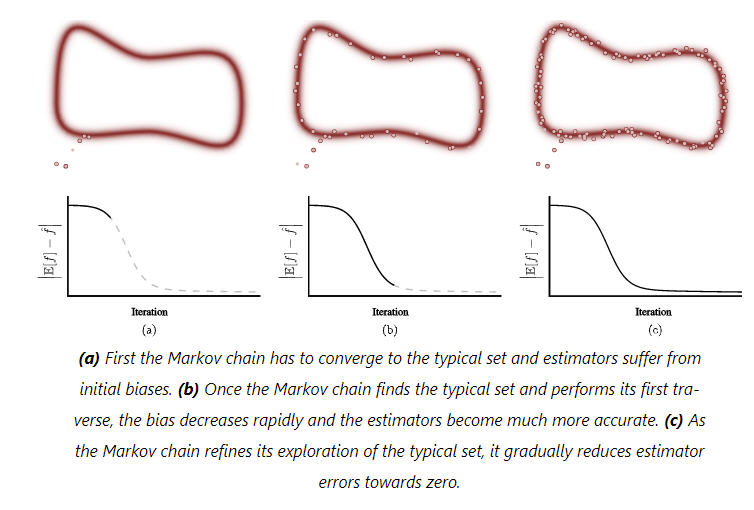 |𝔼[f] − f̂|
|𝔼[f] − f̂|
|𝔼[f] − f̂|
Iteration
Iteration
Iteration
(a)
(b)
(c)
(a) First the Markov chain has to converge to the typical set and estimators suffer from
initial biases. (b) Once the Markov chain finds the typical set and performs its first tra-
verse, the bias decreases rapidly and the estimators become much more accurate. (c) As
the Markov chain refines its exploration of the typical set, it gradually reduces estimator
errors towards zero.